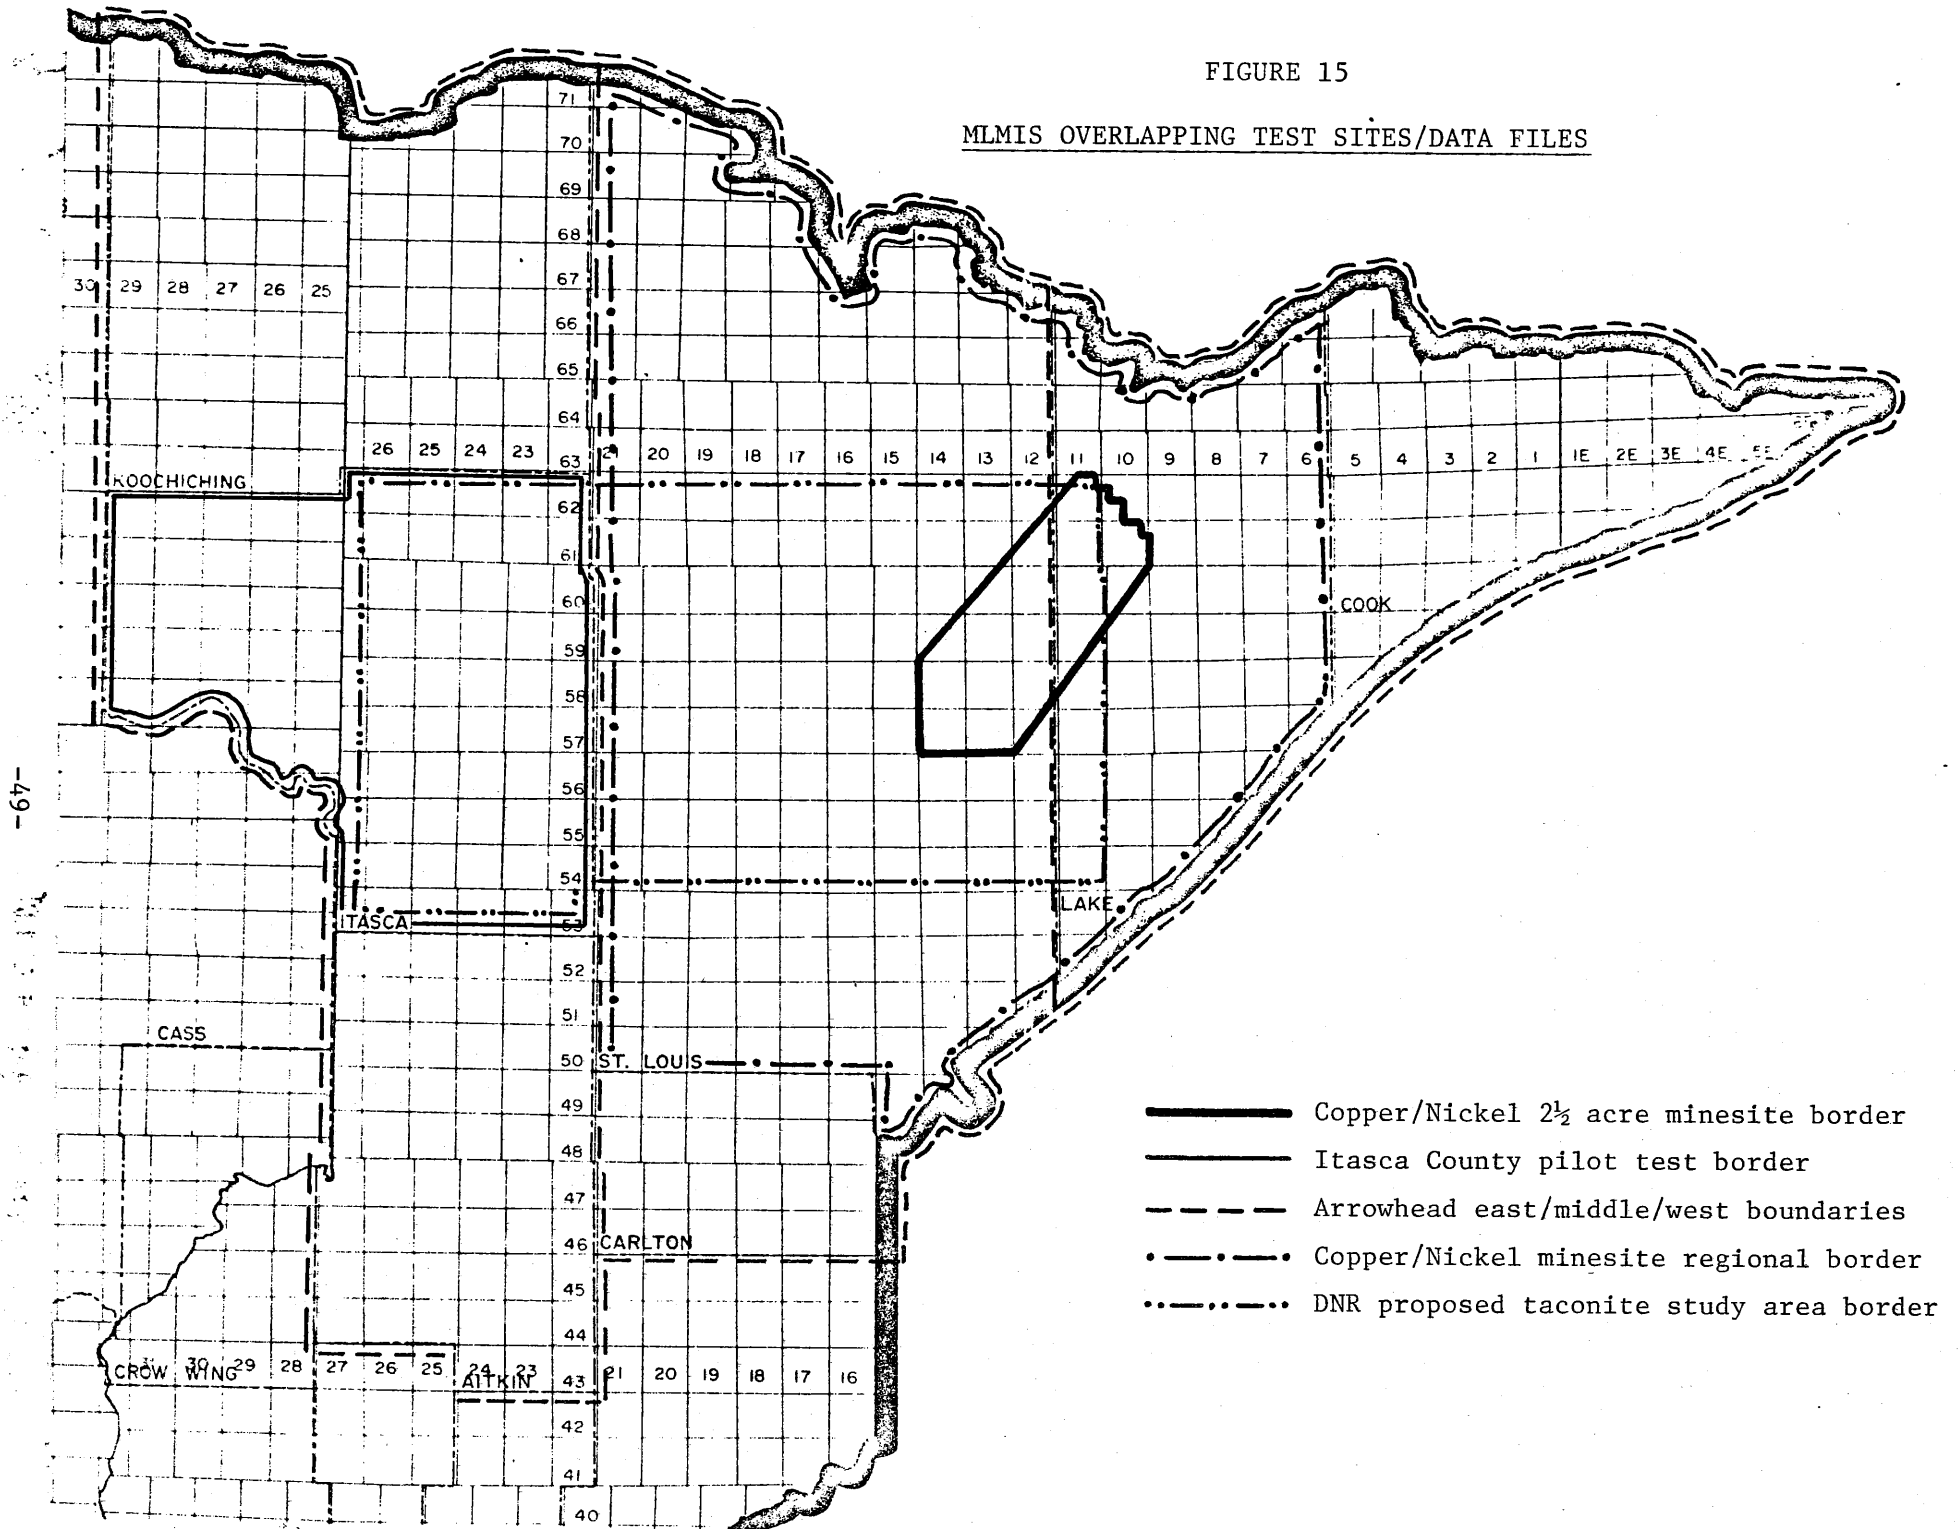 FIGURE 15
MLMIS OVERLAPPING TEST SITES/DATA FILES
71
70
69
68
67
30 29 28 27 26 25
66
65
64
26 25 24 23 20 19 18 17 16 15 14 13 12 11 10 9 8 7 6 5 4 3 2 1 1E 2E 3E 4E 5E
63
KOOCHICHING
62
61
60
COOK
59
58
57
56
55
54
LAKE
ITASCA
53
52
51
CASS
50
ST. LOUIS
49
48
47
46
CARLTON
45
44
30 29 28 27 26 25 24 23 21 20 19 18 17 16
CROW WING
AITKIN
43
42
41
40
Copper/Nickel 2½ acre minesite border
Itasca County pilot test border
Arrowhead east/middle/west boundaries
Copper/Nickel minesite regional border
DNR proposed taconite study area border
-49-